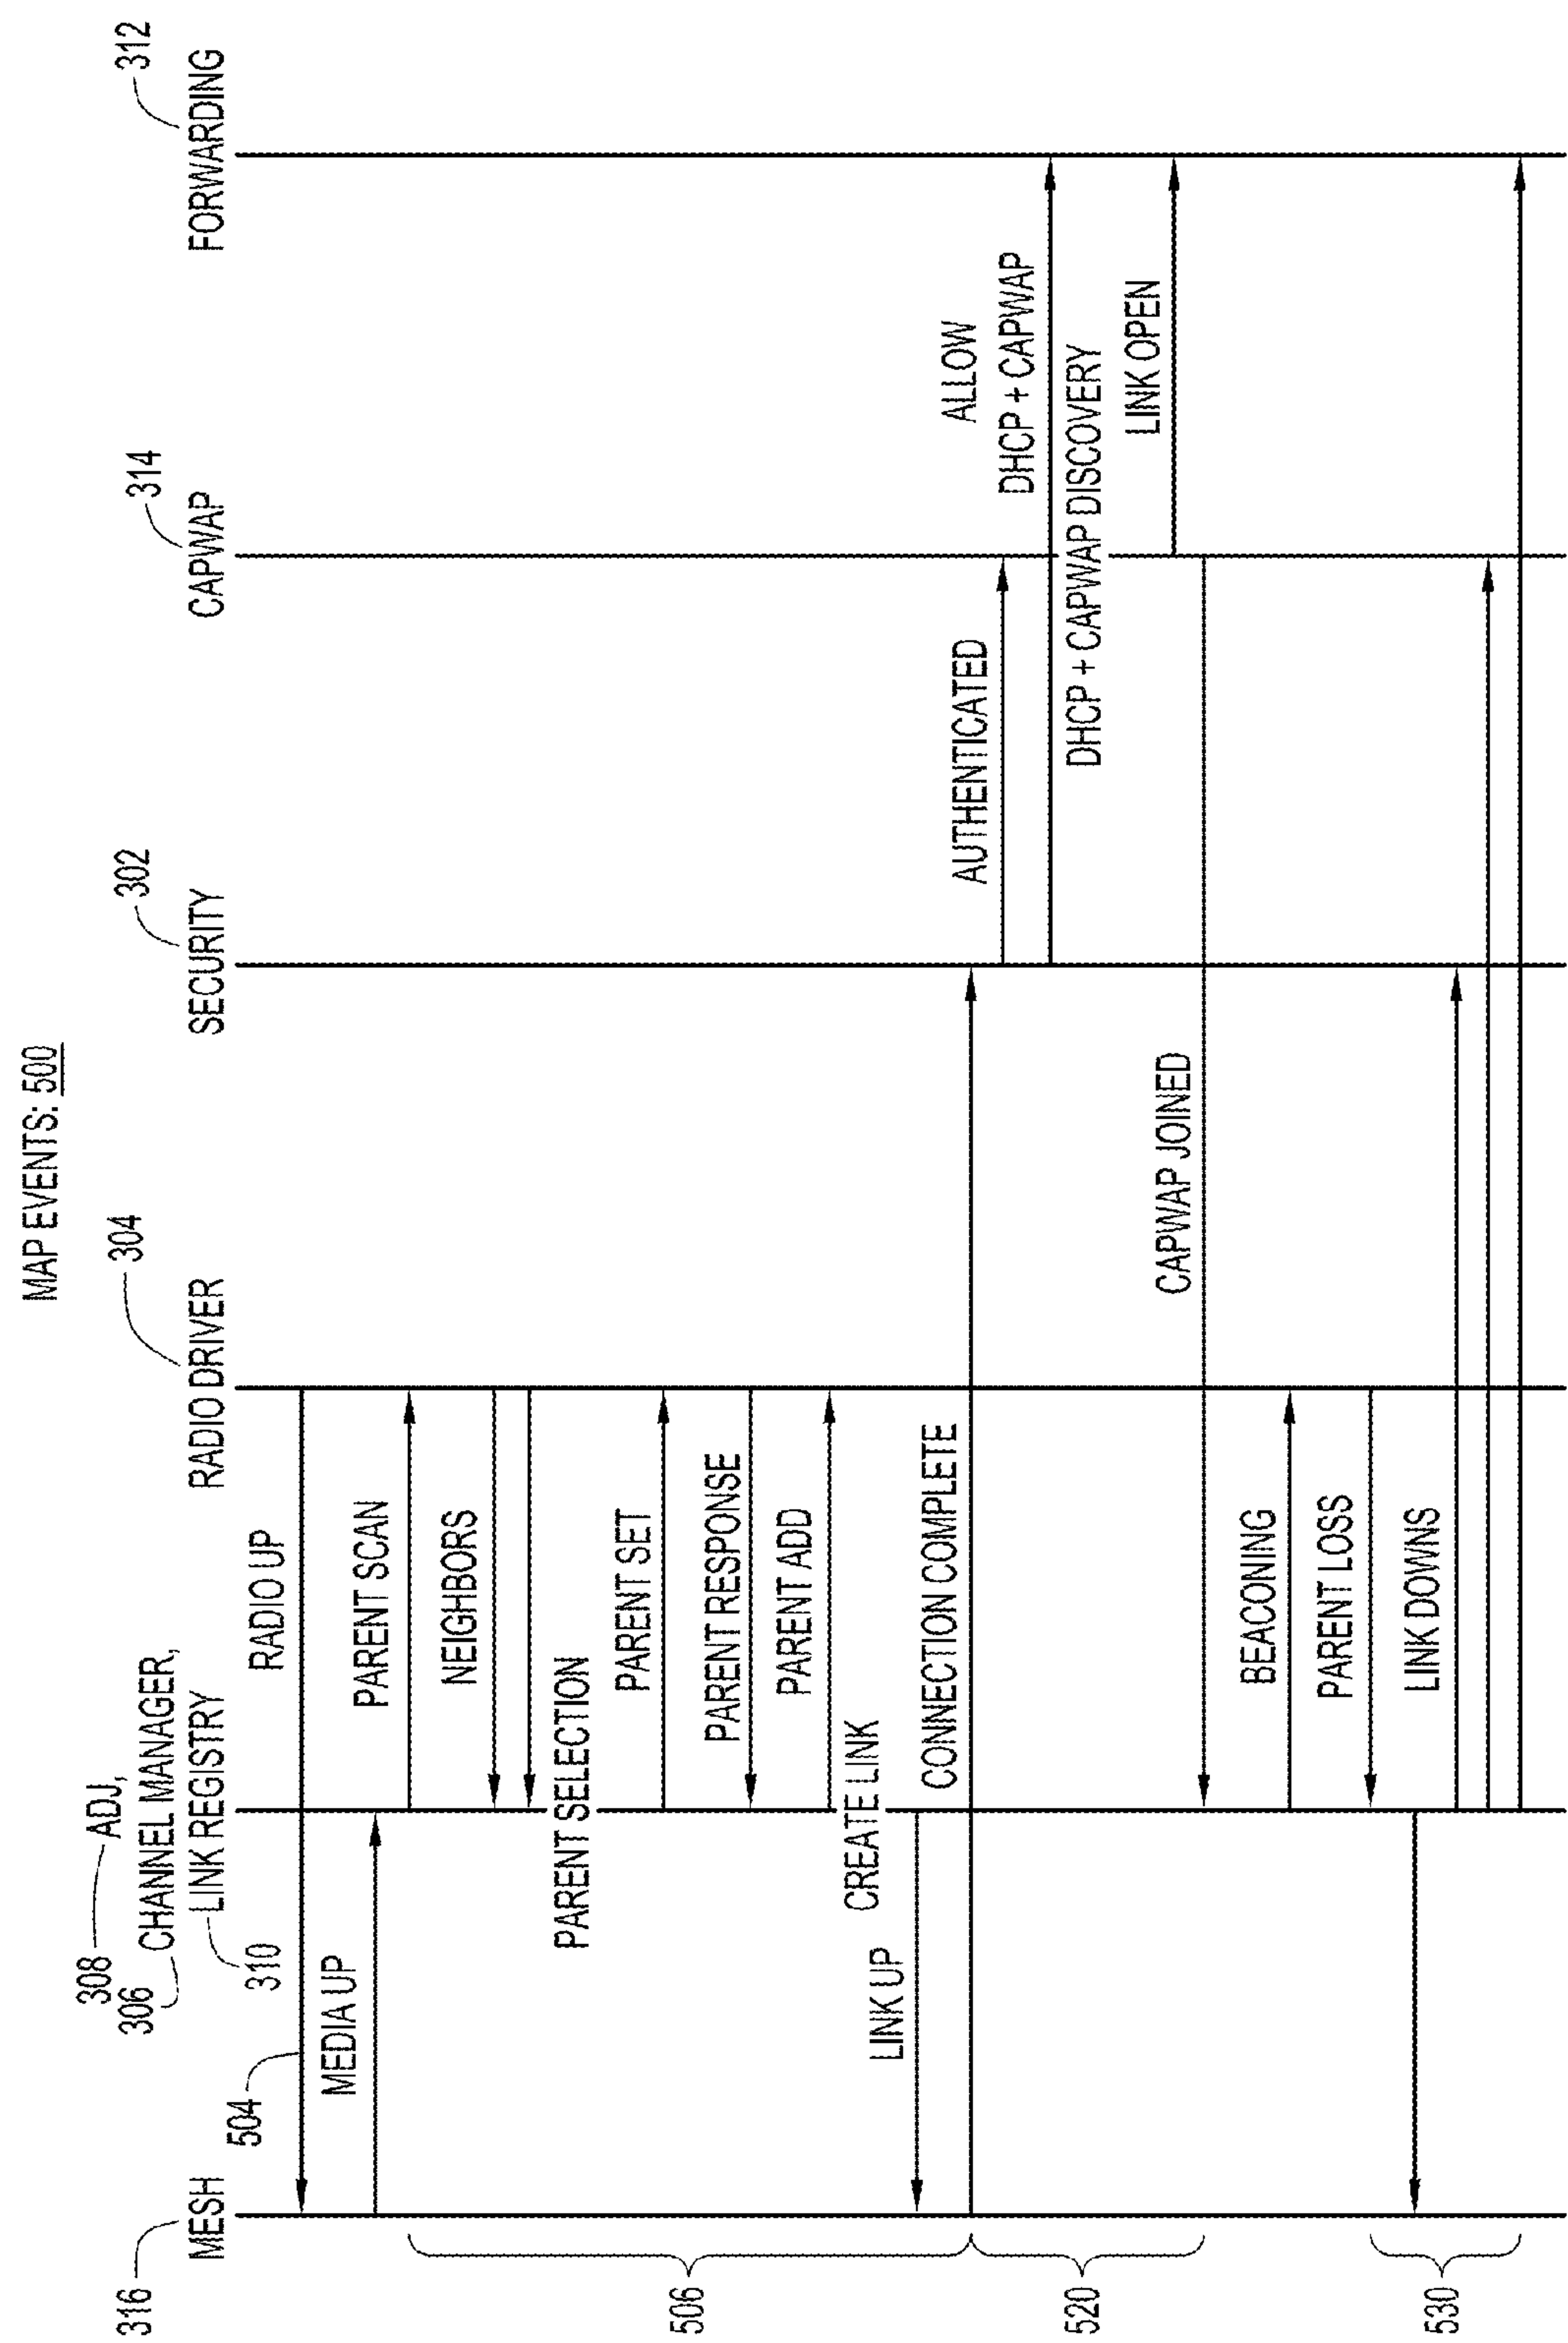 MAP EVENTS: 500
316
MESH
308
ADJ,
306
CHANNEL MANAGER,
LINK REGISTRY
310
304
RADIO DRIVER
302
SECURITY
314
CAPWAP
312
FORWARDING
504
RADIO UP
MEDIA UP
PARENT SCAN
NEIGHBORS
PARENT SELECTION
PARENT SET
PARENT RESPONSE
PARENT ADD
CREATE LINK
LINK UP
CONNECTION COMPLETE
506
AUTHENTICATED
ALLOW
DHCP + CAPWAP
DHCP + CAPWAP DISCOVERY
LINK OPEN
CAPWAP JOINED
520
BEACONING
PARENT LOSS
LINK DOWNS
530